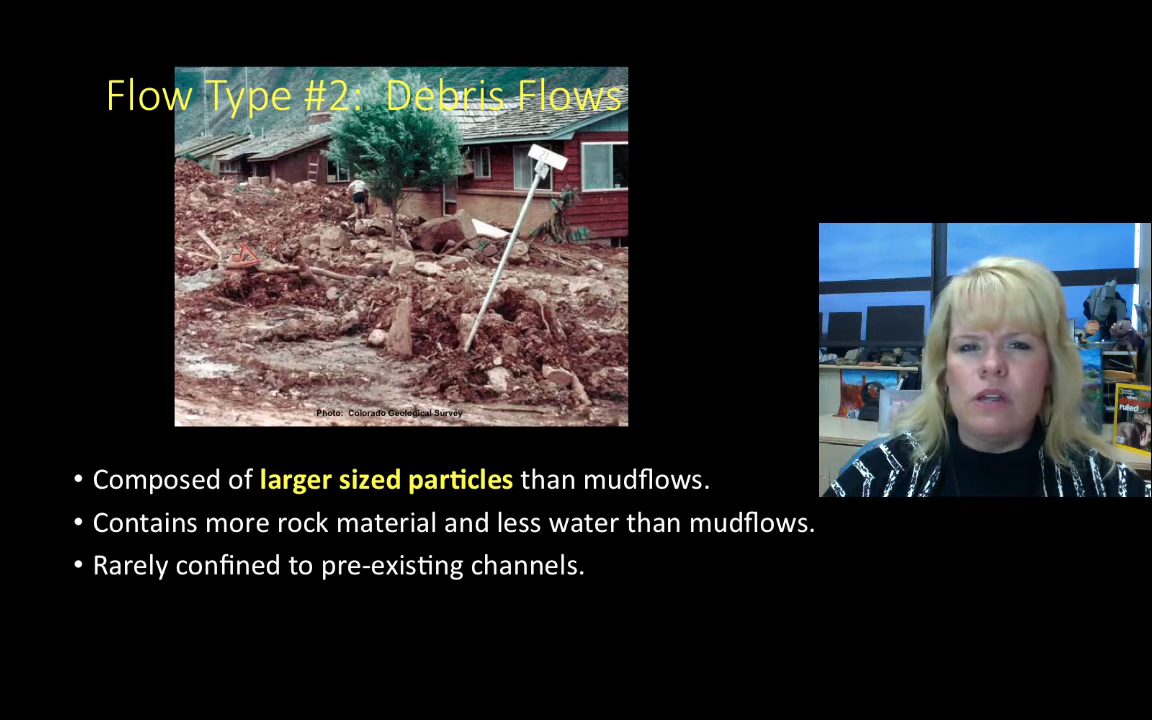 Flow Type #2: Debris Flows
Photo: Colorado Geological Survey
• Composed of larger sized particles than mudflows.
• Contains more rock material and less water than mudflows.
• Rarely confined to pre-existing channels.